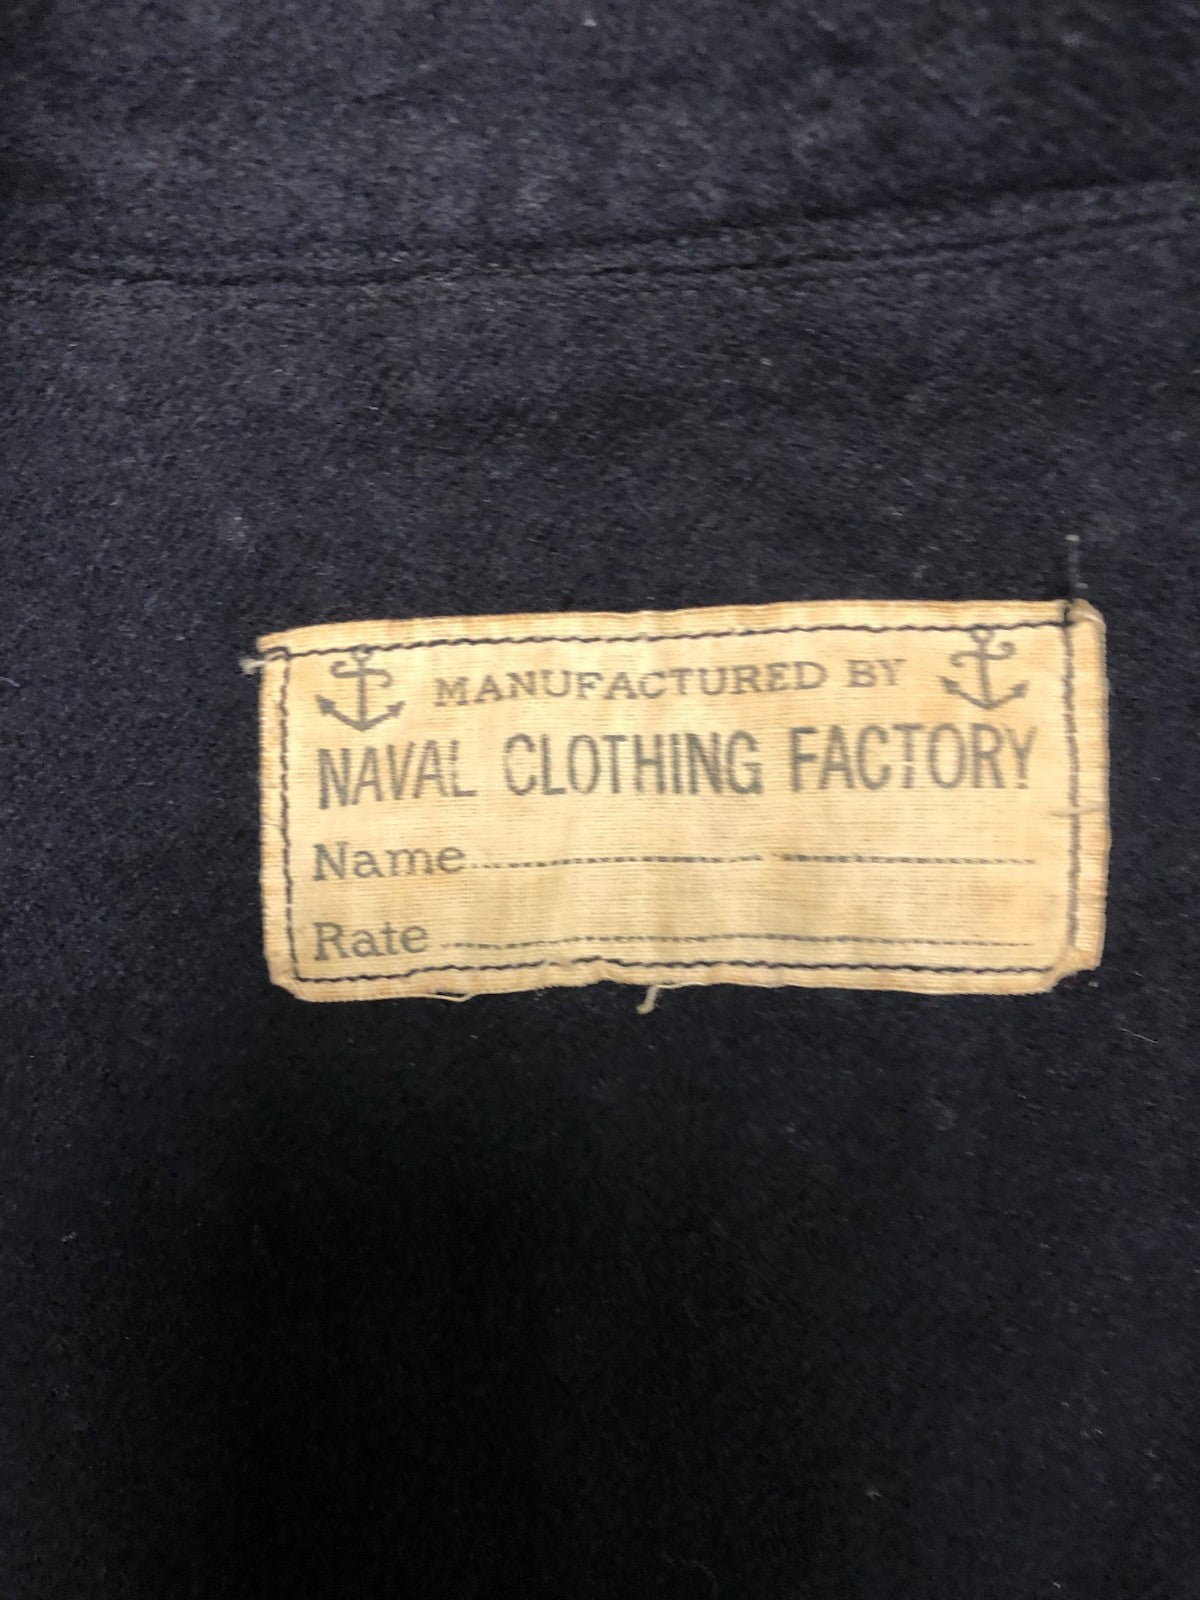 MANUFACTURED BY
NAVAL CLOTHING FACTORY
Name
Rate